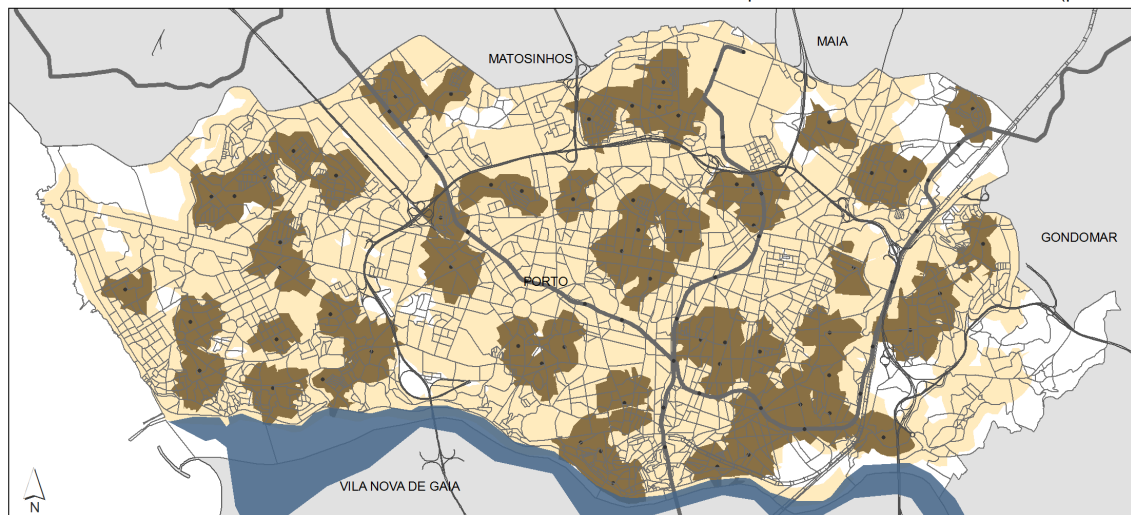 MAIA
MATOSINHOS
GONDOMAR
PORTO
VILA NOVA DE GAIA
N